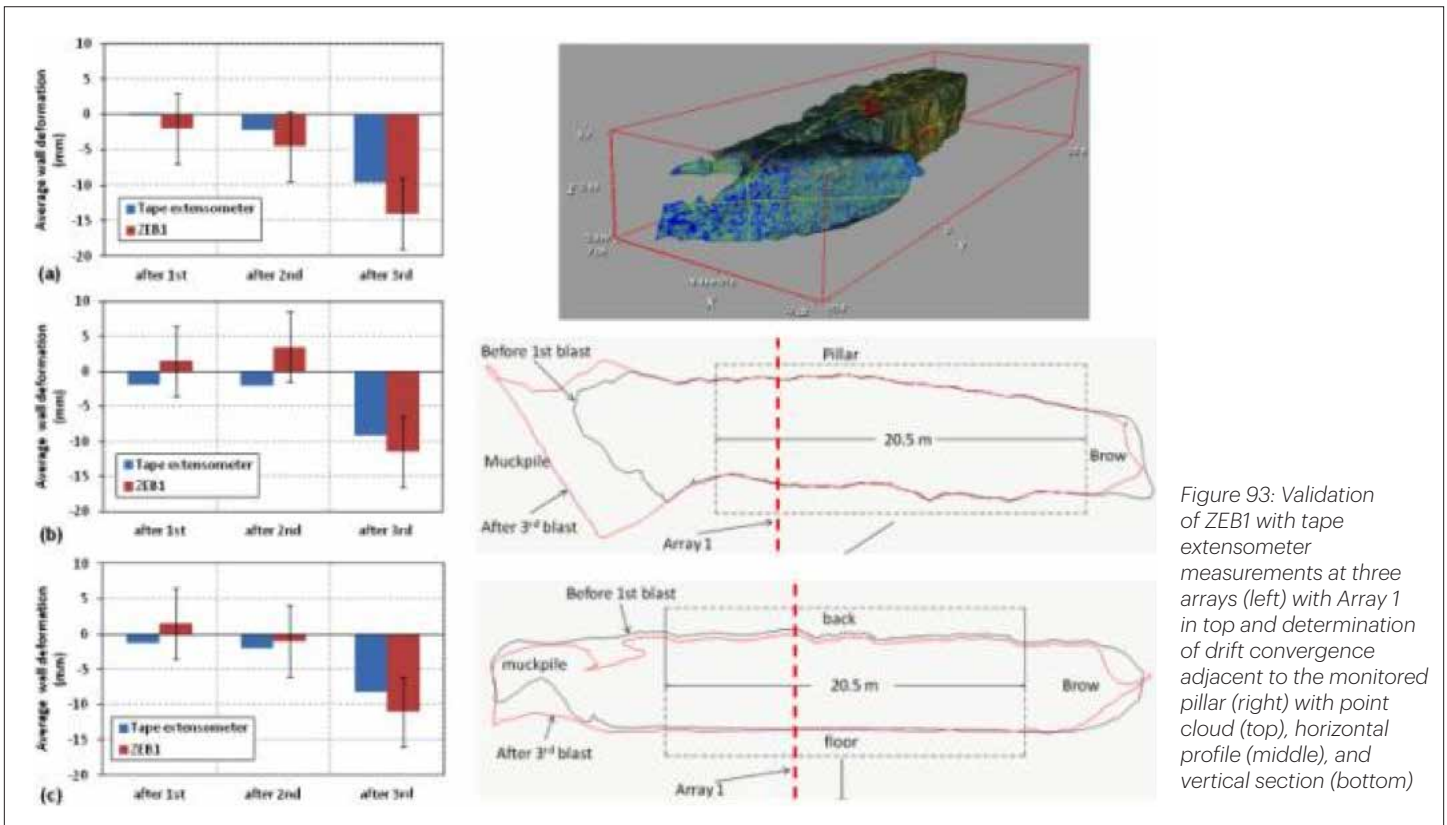 10
5
0
-5
-10
-15
-20
Average wall deformation
(mm)
Tape extensometer
ZEB1
(a)
after 1st
after 2nd
after 3rd
10
5
0
-5
-10
-15
-20
Average wall deformation
(mm)
Tape extensometer
ZEB1
(b)
after 1st
after 2nd
after 3rd
10
5
0
-5
-10
-15
-20
Average wall deformation
(mm)
Tape extensometer
ZEB1
(c)
after 1st
after 2nd
after 3rd
Before 1st blast
Pillar
20.5 m
Muckpile
Brow
After 3rd blast
Array 1
Before 1st blast
back
muckpile
20.5 m
Brow
After 3rd blast
floor
Array 1
Figure 93: Validation
of ZEB1 with tape
extensometer
measurements at three
arrays (left) with Array 1
in top and determination
of drift convergence
adjacent to the monitored
pillar (right) with point
cloud (top), horizontal
profile (middle), and
vertical section (bottom)